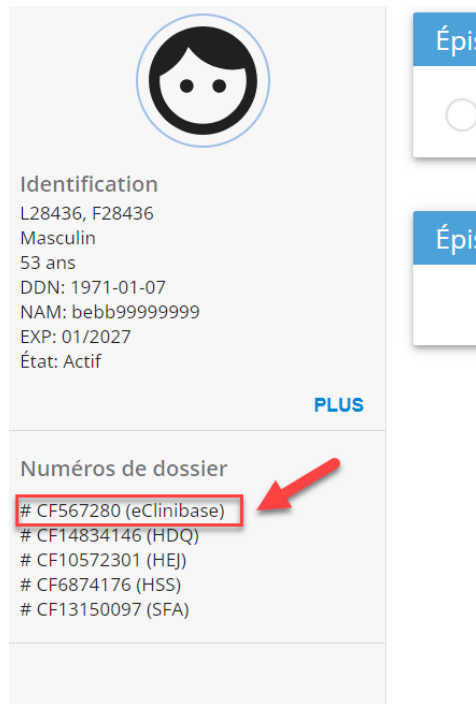 Identification
L28436, F28436
Masculin
53 ans
DDN: 1971-01-07
NAM: bebb99999999
EXP: 01/2027
État: Actif
PLUS
Numéros de dossier
# CF567280 (eClinibase)
# CF14834146 (HDQ)
# CF10572301 (HEJ)
# CF6874176 (HSS)
# CF13150097 (SFA)
Épis
Épis